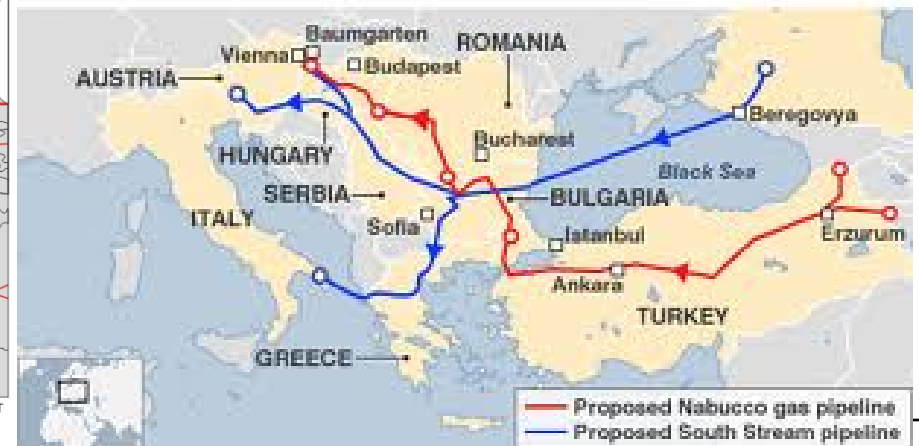 Baumgarten
Vienna
ROMANIA
Budapest
AUSTRIA
Beregovya
Bucharest
HUNGARY
Black Sea
SERBIA
BULGARIA
ITALY
Sofia
Istanbul
Erzurum
Ankara
TURKEY
GREECE
Proposed Nabucco gas pipeline
Proposed South Stream pipeline